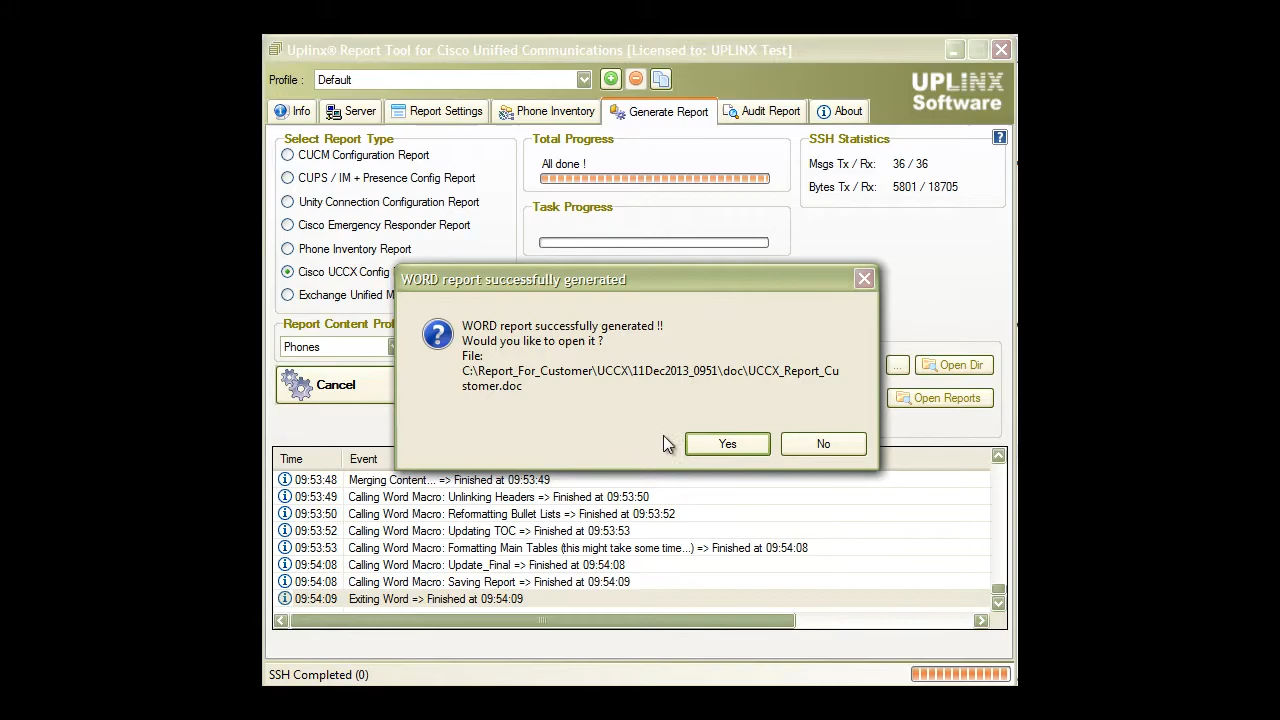 Uplinx® Report Tool for Cisco Unified Communications [Licensed to: UPLINX Test]
Profile : Default
UPLINX
Software
Info Server Report Settings Phone Inventory Generate Report Audit Report About
Select Report Type
CUCM Configuration Report
CUPS / IM + Presence Config Report
Unity Connection Configuration Report
Cisco Emergency Responder Report
Phone Inventory Report
Cisco UCCX Config
Exchange Unified M
Report Content
Phones
Cancel
Total Progress
All done !
Task Progress
SSH Statistics
Msgs Tx / Rx: 36 / 36
Bytes Tx / Rx: 5801 / 18705
?
WORD report successfully generated
WORD report successfully generated !!
Would you like to open it ?
File:
C:\Report_For_Customer\UCCX\11Dec2013_0951\doc\UCCX_Report_Cu
stomer.doc
Yes No
... Open Dir
Open Reports
Time Event
09:53:48 Merging Content... => Finished at 09:53:49
09:53:49 Calling Word Macro: Unlinking Headers => Finished at 09:53:50
09:53:50 Calling Word Macro: Reformatting Bullet Lists => Finished at 09:53:52
09:53:52 Calling Word Macro: Updating TOC => Finished at 09:53:53
09:53:53 Calling Word Macro: Formatting Main Tables (this might take some time...) => Finished at 09:54:08
09:54:08 Calling Word Macro: Update_Final => Finished at 09:54:08
09:54:08 Calling Word Macro: Saving Report => Finished at 09:54:09
09:54:09 Exiting Word => Finished at 09:54:09
SSH Completed (0)